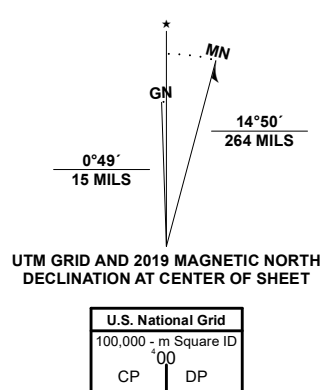 ★
MN
GN
0°49´
15 MILS
14°50´
264 MILS
UTM GRID AND 2019 MAGNETIC NORTH
DECLINATION AT CENTER OF SHEET
U.S. National Grid
100,000 - m Square ID
⁴00
CP DP